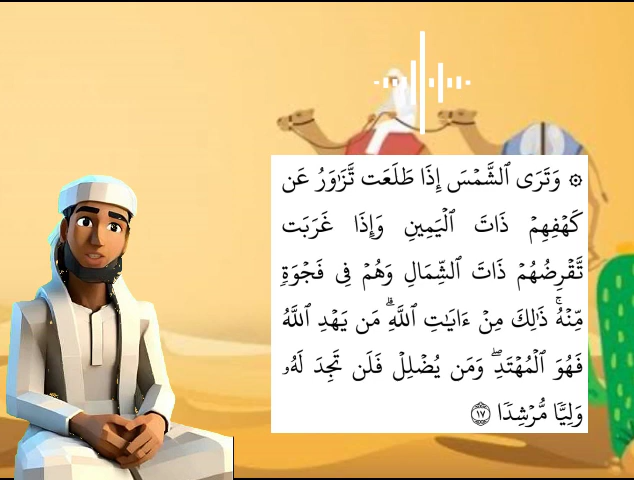 ۞ وَتَرَى ٱلشَّمۡسَ إِذَا طَلَعَت تَّزَٰوَرُ عَن
كَهۡفِهِمۡ ذَاتَ ٱلۡيَمِينِ وَإِذَا غَرَبَت
تَّقۡرِضُهُمۡ ذَاتَ ٱلشِّمَالِ وَهُمۡ فِي فَجۡوَةٖ
مِّنۡهُۚ ذَٰلِكَ مِنۡ ءَايَٰتِ ٱللَّهِۗ مَن يَهۡدِ ٱللَّهُ
فَهُوَ ٱلۡمُهۡتَدِۖ وَمَن يُضۡلِلۡ فَلَن تَجِدَ لَهُۥ
وَلِيّٗا مُّرۡشِدٗا ١٧